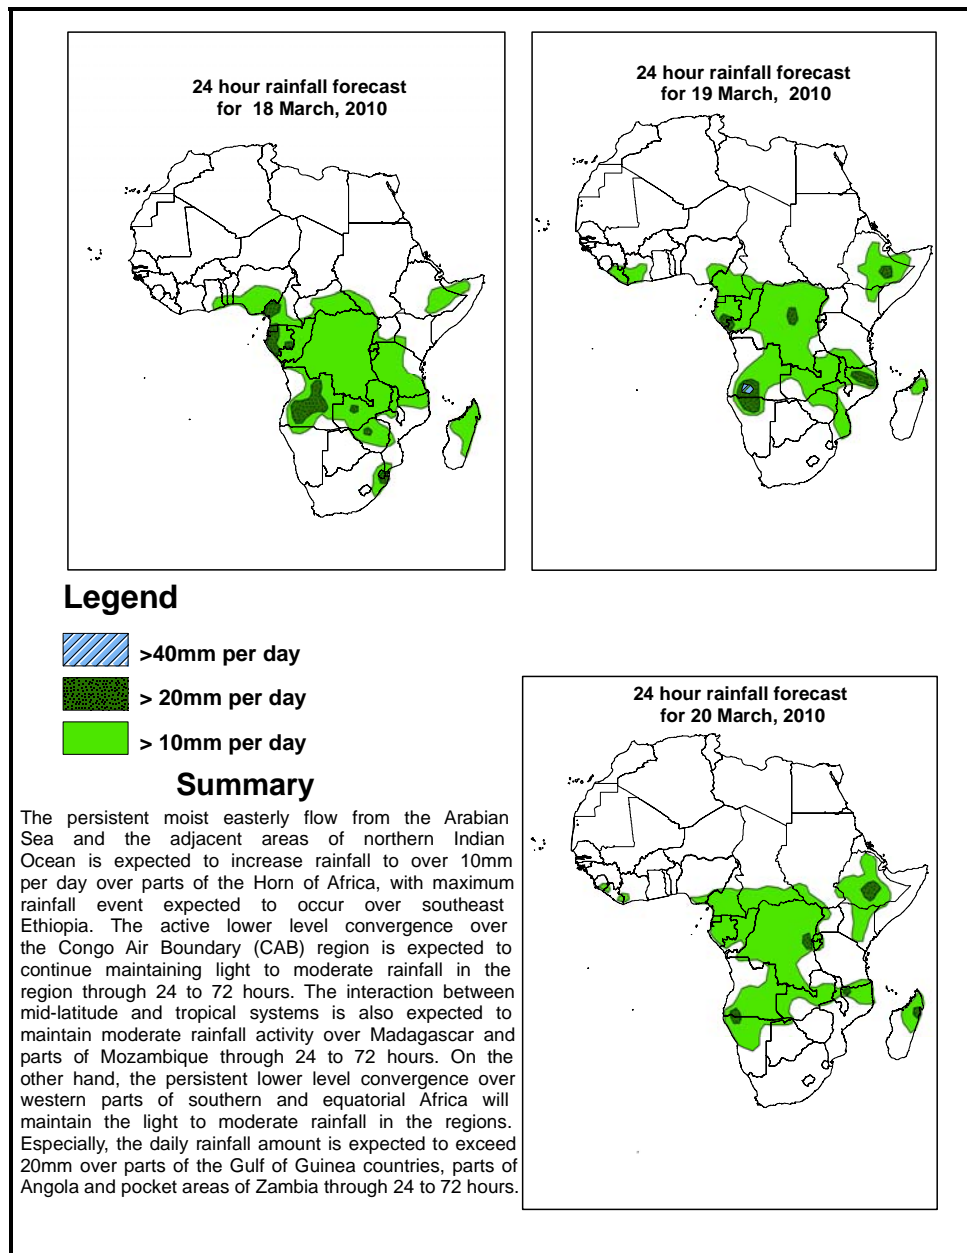 24 hour rainfall forecast
for 18 March, 2010
24 hour rainfall forecast
for 19 March, 2010
Legend
>40mm per day
> 20mm per day
> 10mm per day
24 hour rainfall forecast
for 20 March, 2010
Summary
The persistent moist easterly flow from the Arabian
Sea and the adjacent areas of northern Indian
Ocean is expected to increase rainfall to over 10mm
per day over parts of the Horn of Africa, with maximum
rainfall event expected to occur over southeast
Ethiopia. The active lower level convergence over
the Congo Air Boundary (CAB) region is expected to
continue maintaining light to moderate rainfall in the
region through 24 to 72 hours. The interaction between
mid-latitude and tropical systems is also expected to
maintain moderate rainfall activity over Madagascar and
parts of Mozambique through 24 to 72 hours. On the
other hand, the persistent lower level convergence over
western parts of southern and equatorial Africa will
maintain the light to moderate rainfall in the regions.
Especially, the daily rainfall amount is expected to exceed
20mm over parts of the Gulf of Guinea countries, parts of
Angola and pocket areas of Zambia through 24 to 72 hours.